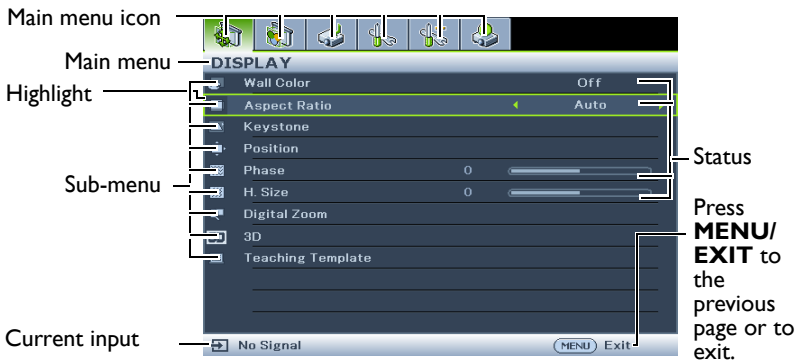 Main menu icon
Main menu
DISPLAY
Wall Color Off
Highlight
Aspect Ratio Auto
Keystone
Position
Status
Phase 0
Sub-menu
H. Size 0
Digital Zoom
3D
Teaching Template
Press
MENU/
EXIT to
the
previous
page or to
exit.
Current input
No Signal
MENU Exit